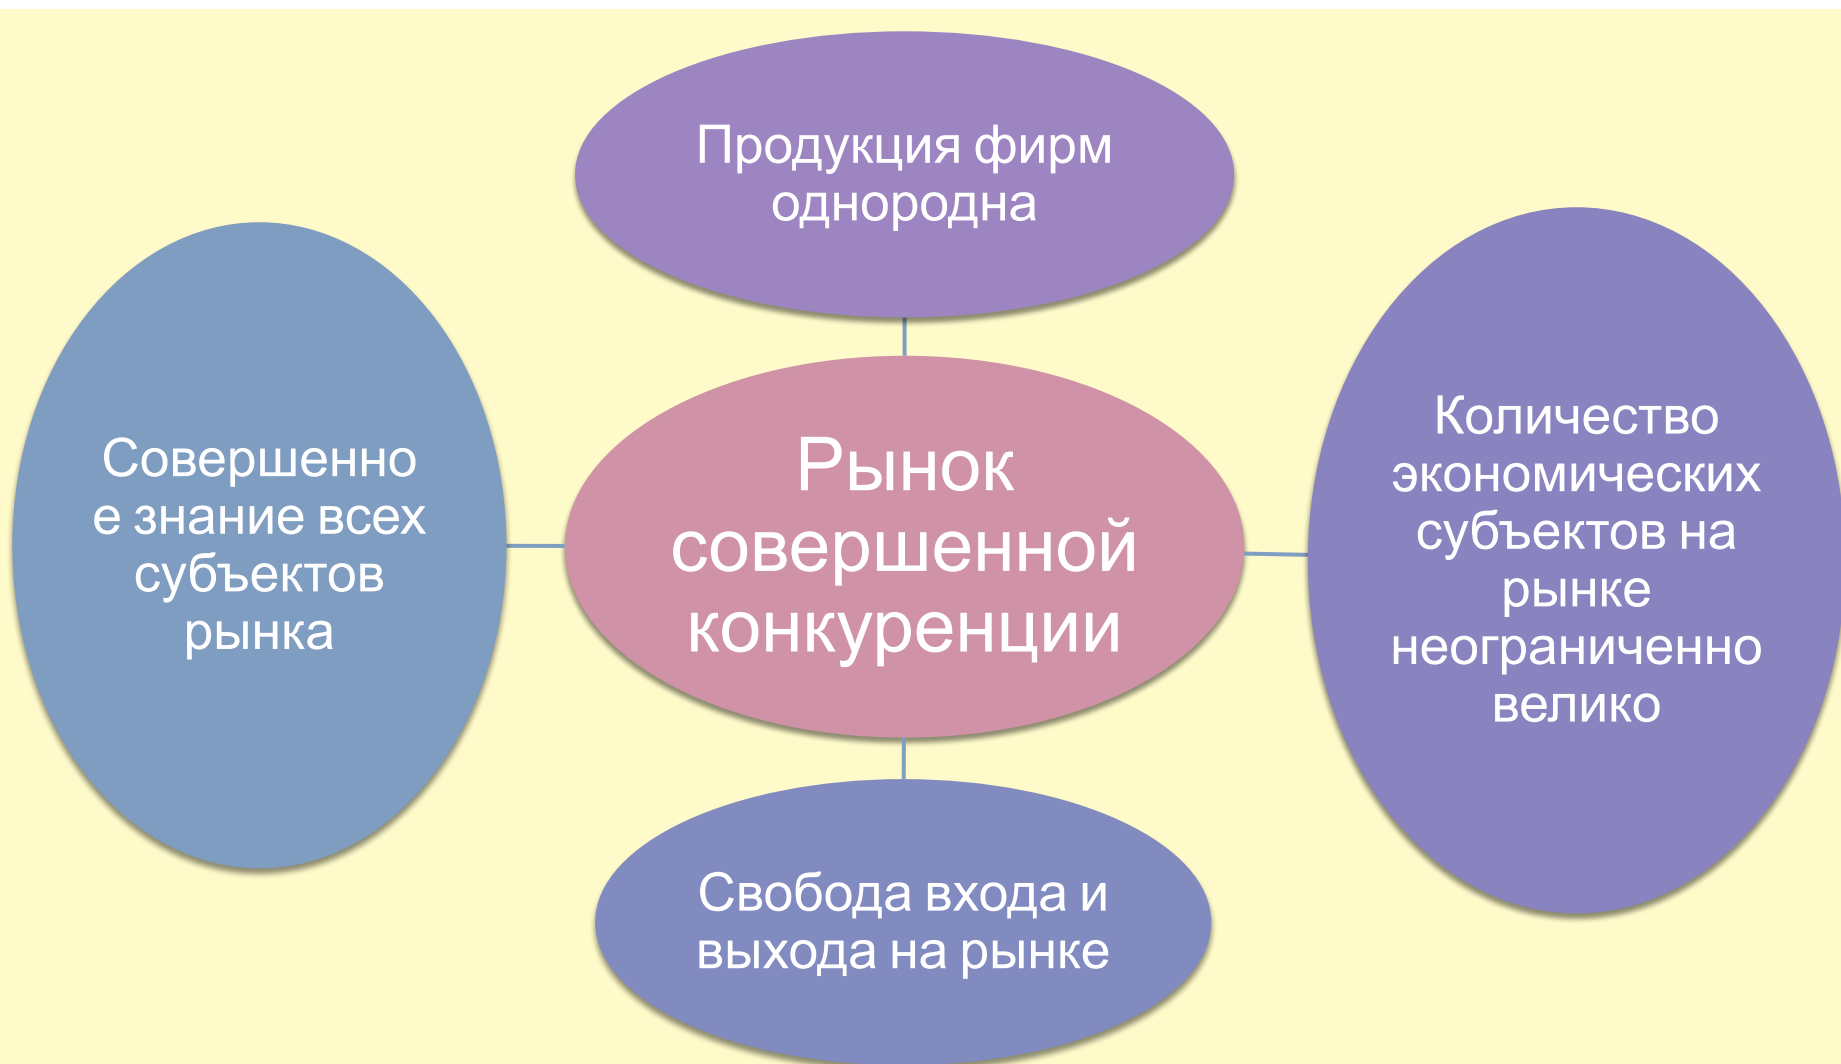 Продукция фирм
однородна
Совершенно
е знание всех
субъектов
рынка
Рынок
совершенной
конкуренции
Количество
экономических
субъектов на
рынке
неограниченно
велико
Свобода входа и
выхода на рынке